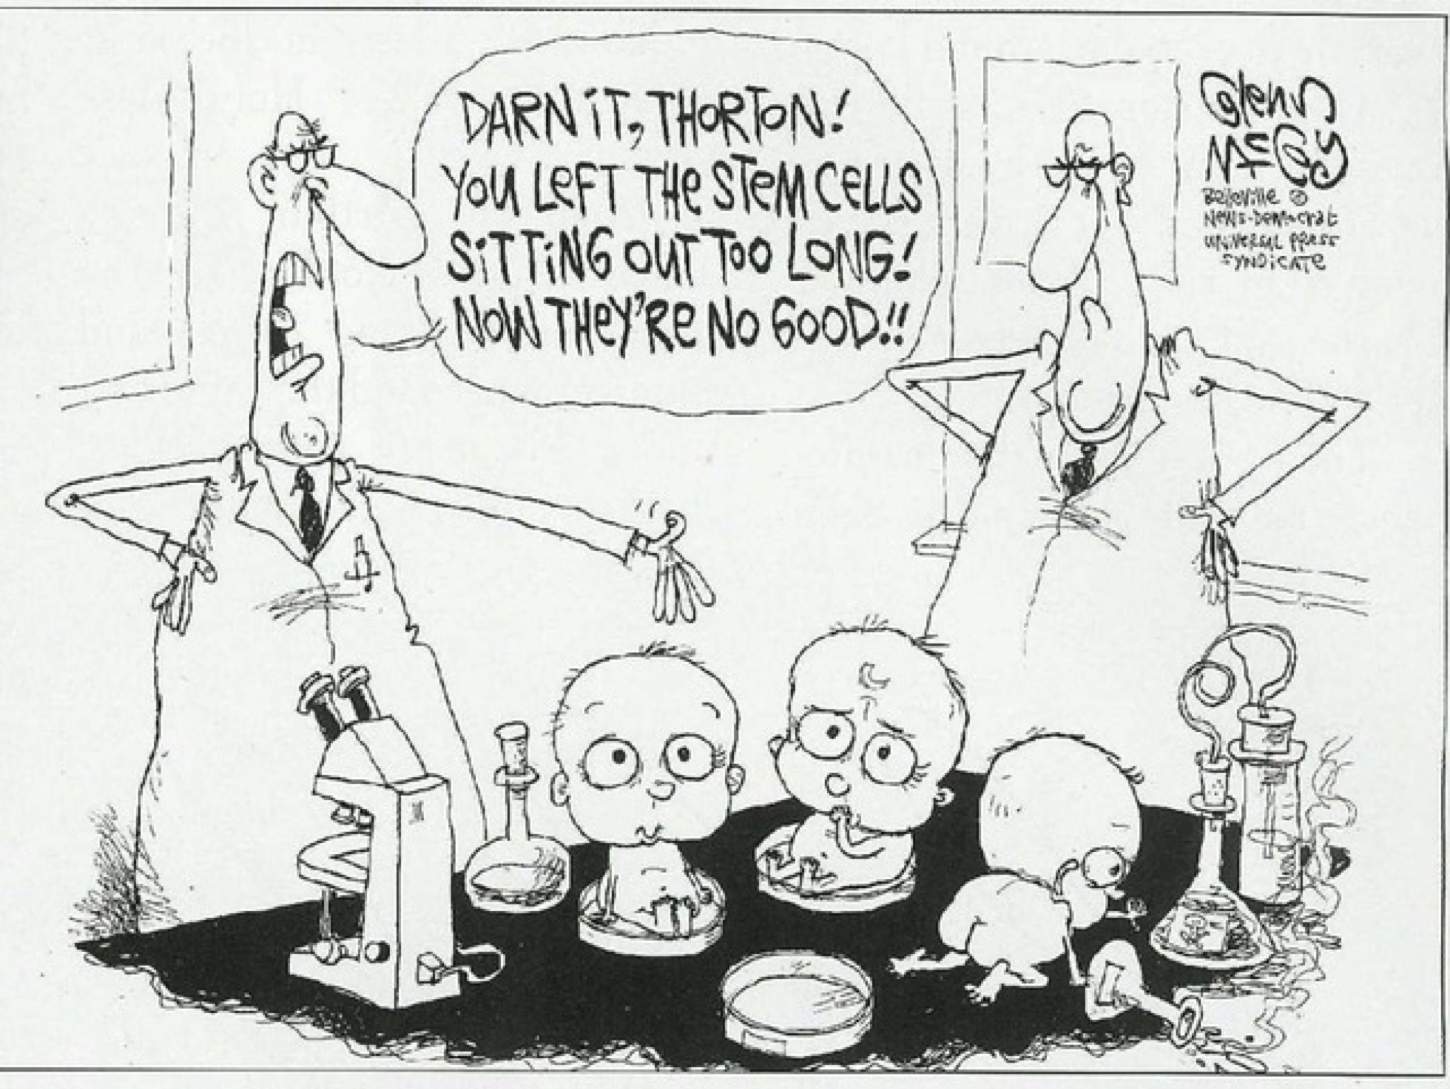 DARN iT, THORTON!
YOU LEFT THE STEM CELLS
SiTTiNG OUT TOO LONG!
NOW THEY'RE NO GOOD!!
Glenn
McCoy
Belleville ©
News-Democrat
Universal Press
Syndicate